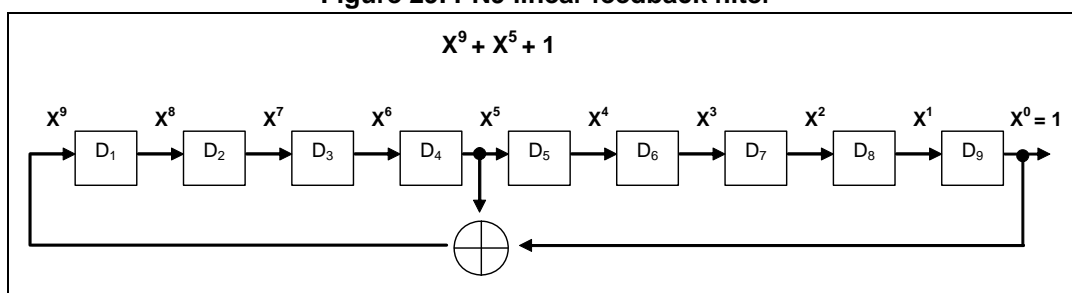 Figure 29. PN9 linear feedback filter
X⁹ + X⁵ + 1
X⁹ X⁸ X⁷ X⁶ X⁵ X⁴ X³ X² X¹ X⁰ = 1
D₁ D₂ D₃ D₄ D₅ D₆ D₇ D₈ D₉